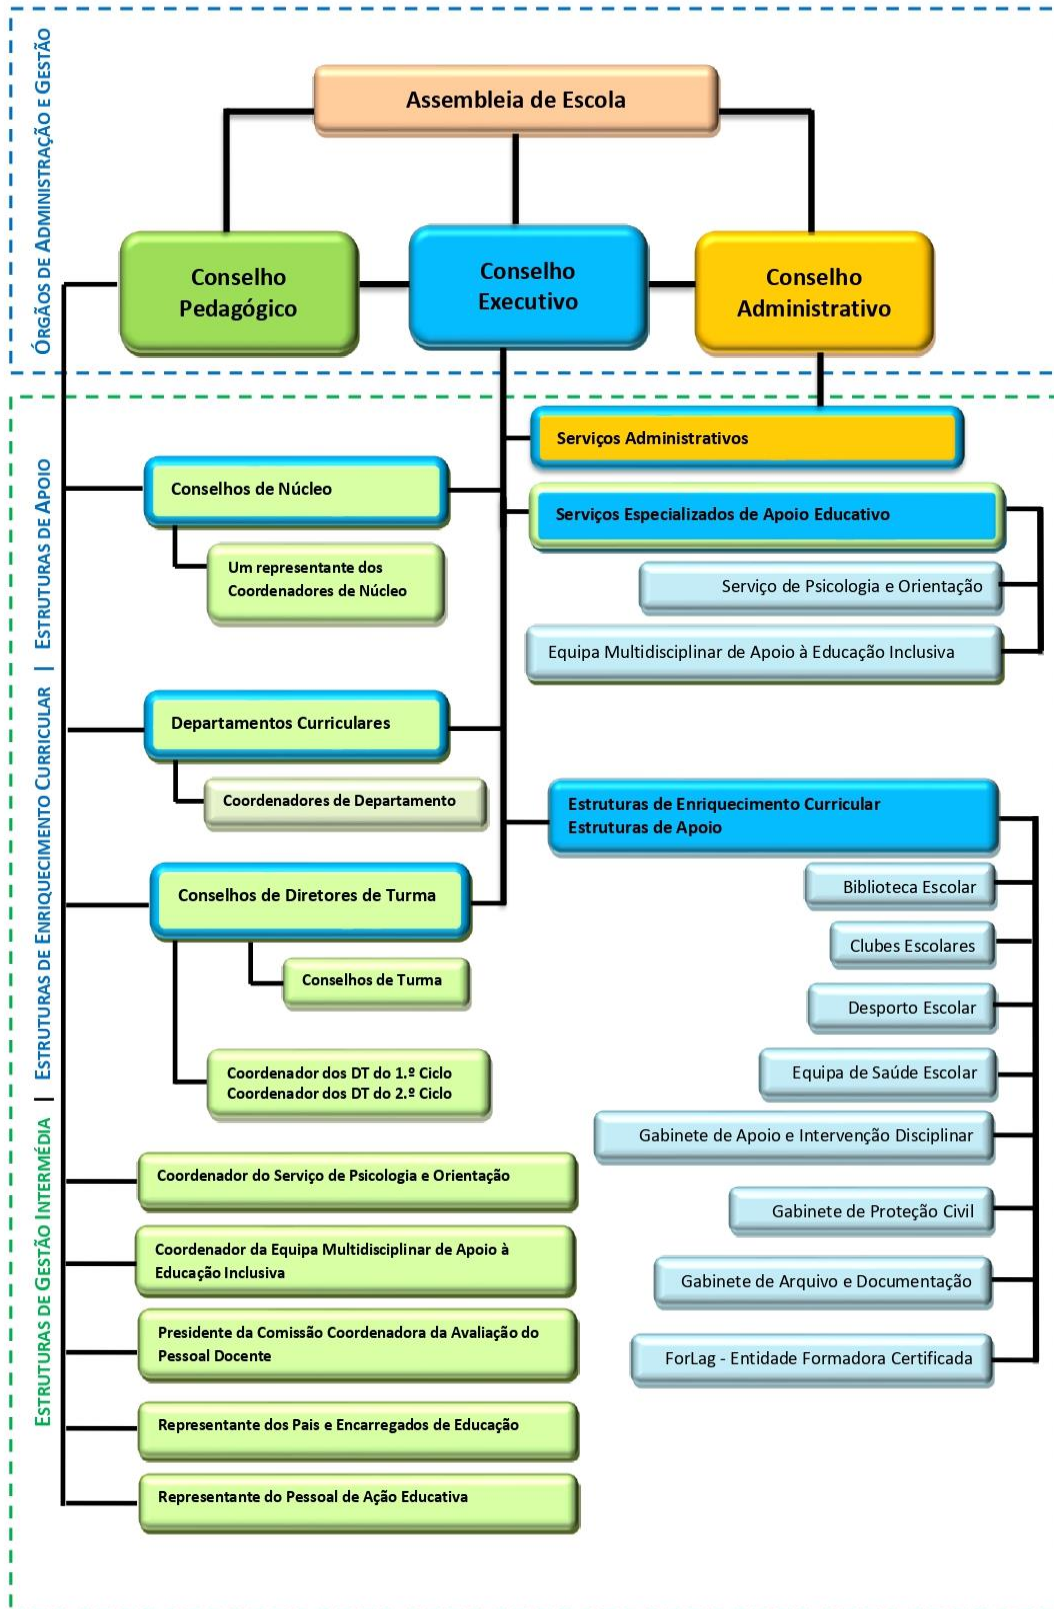 ÓRGÃOS DE ADMINISTRAÇÃO E GESTÃO
Assembleia de Escola
Conselho
Pedagógico
Conselho
Executivo
Conselho
Administrativo
ESTRUTURAS DE GESTÃO INTERMÉDIA | ESTRUTURAS DE ENRIQUECIMENTO CURRICULAR | ESTRUTURAS DE APOIO
Conselhos de Núcleo
Um representante dos
Coordenadores de Núcleo
Departamentos Curriculares
Coordenadores de Departamento
Conselhos de Diretores de Turma
Conselhos de Turma
Coordenador dos DT do 1.º Ciclo
Coordenador dos DT do 2.º Ciclo
Coordenador do Serviço de Psicologia e Orientação
Coordenador da Equipa Multidisciplinar de Apoio à
Educação Inclusiva
Presidente da Comissão Coordenadora da Avaliação do
Pessoal Docente
Representante dos Pais e Encarregados de Educação
Representante do Pessoal de Ação Educativa
Serviços Administrativos
Serviços Especializados de Apoio Educativo
Serviço de Psicologia e Orientação
Equipa Multidisciplinar de Apoio à Educação Inclusiva
Estruturas de Enriquecimento Curricular
Estruturas de Apoio
Biblioteca Escolar
Clubes Escolares
Desporto Escolar
Equipa de Saúde Escolar
Gabinete de Apoio e Intervenção Disciplinar
Gabinete de Proteção Civil
Gabinete de Arquivo e Documentação
ForLag - Entidade Formadora Certificada